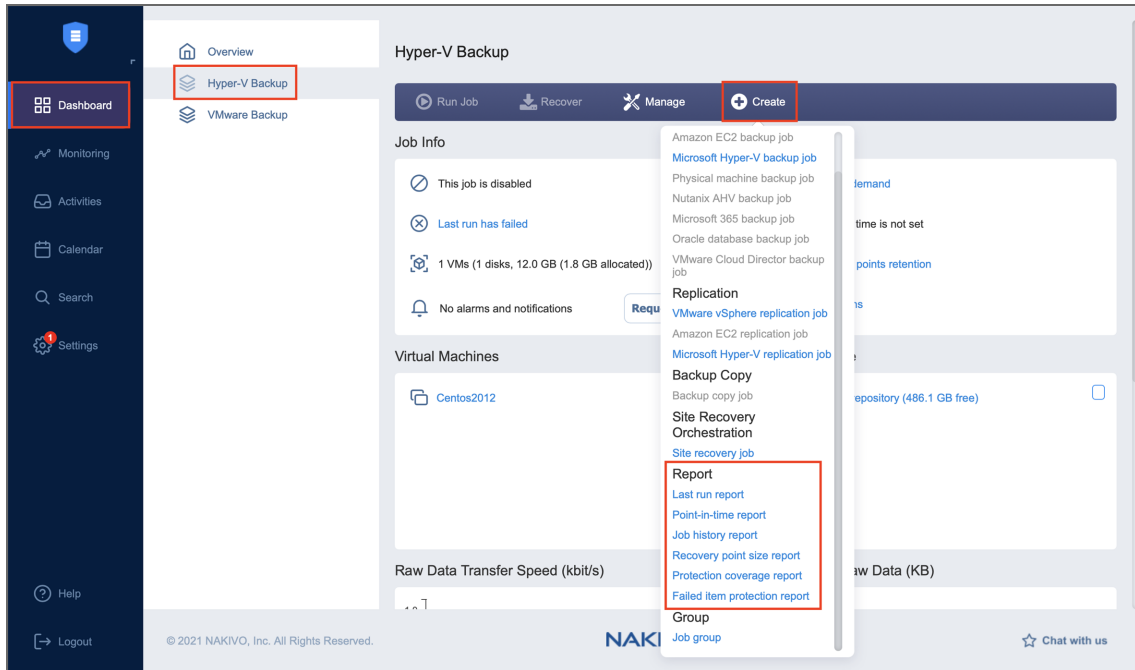 Dashboard
Monitoring
Activities
Calendar
Search
1
Settings
Help
Logout
Overview
Hyper-V Backup
VMware Backup
Hyper-V Backup
Run Job
Recover
Manage
Create
Job Info
This job is disabled
Last run has failed
1 VMs (1 disks, 12.0 GB (1.8 GB allocated))
No alarms and notifications
Virtual Machines
Centos2012
Raw Data Transfer Speed (kbit/s)
Amazon EC2 backup job
Microsoft Hyper-V backup job
Physical machine backup job
Nutanix AHV backup job
Microsoft 365 backup job
Oracle database backup job
VMware Cloud Director backup
job
Replication
VMware vSphere replication job
Amazon EC2 replication job
Microsoft Hyper-V replication job
Backup Copy
Backup copy job
Site Recovery
Orchestration
Site recovery job
Report
Last run report
Point-in-time report
Job history report
Recovery point size report
Protection coverage report
Failed item protection report
Group
Job group
time is not set
points retention
(486.1 GB free)
Data (KB)
© 2021 NAKIVO, Inc. All Rights Reserved.
Chat with us